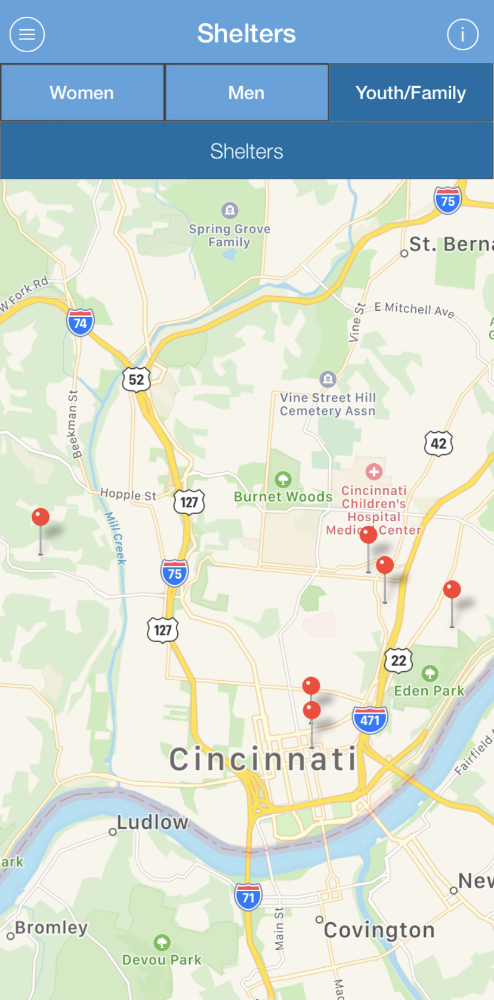 Shelters
i
Women
Men
Youth/Family
Shelters
75
Spring Grove
Family
St. Berna
W Fork Rd
74
Vine St
E Mitchell Ave
52
Vine Street Hill
Cemetery Assn
Beekman St
42
Burnet Woods
Cincinnati
Children's
Hospital
Medical Center
Hopple St
127
Mill Creek
75
127
22
Eden Park
471
Cincinnati
Fairfield
Ludlow
ark
71
New
Main St
Covington
Bromley
Devou Park
Mad